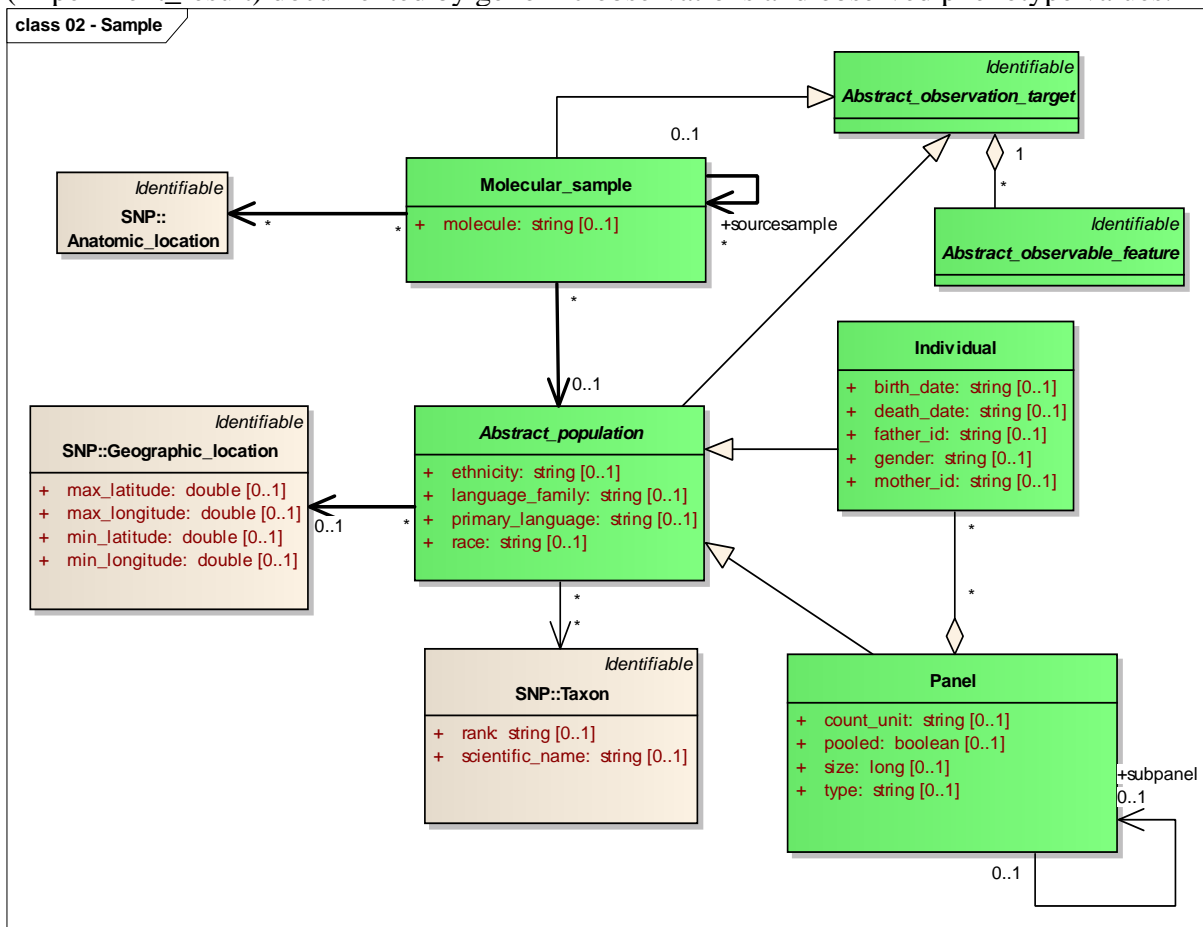 class 02 - Sample
Identifiable
Abstract_observation_target
0..1
1
*
Molecular_sample
+ molecule: string [0..1]
+sourcesample
*
Identifiable
SNP::
Anatomic_location
*
*
Identifiable
Abstract_observable_feature
*
0..1
Individual
+ birth_date: string [0..1]
+ death_date: string [0..1]
+ father_id: string [0..1]
+ gender: string [0..1]
+ mother_id: string [0..1]
Identifiable
SNP::Geographic_location
+ max_latitude: double [0..1]
+ max_longitude: double [0..1]
+ min_latitude: double [0..1]
+ min_longitude: double [0..1]
Abstract_population
+ ethnicity: string [0..1]
+ language_family: string [0..1]
+ primary_language: string [0..1]
+ race: string [0..1]
0..1
*
*
*
*
*
Identifiable
SNP::Taxon
+ rank: string [0..1]
+ scientific_name: string [0..1]
Panel
+ count_unit: string [0..1]
+ pooled: boolean [0..1]
+ size: long [0..1]
+ type: string [0..1]
+subpanel
0..1
0..1